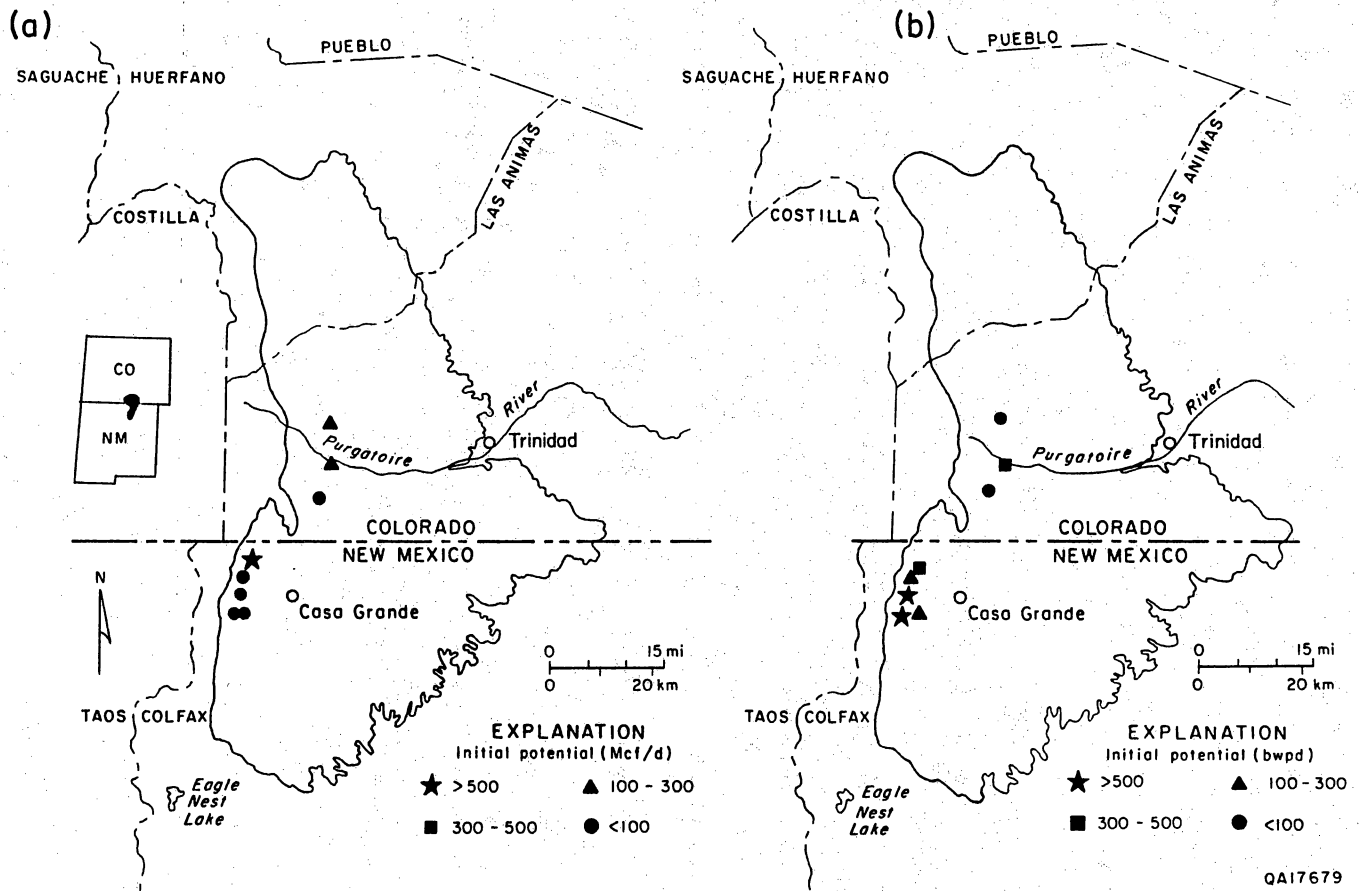 (a)
PUEBLO
SAGUACHE HUERFANO
LAS ANIMAS
COSTILLA
CO
NM
River
Purgatoire
Trinidad
COLORADO
NEW MEXICO
N
Casa Grande
0 15 mi
0 20 km
TAOS COLFAX
EXPLANATION
Initial potential (Mcf/d)
>500
100 - 300
300 - 500
<100
Eagle
Nest
Lake
(b)
PUEBLO
SAGUACHE HUERFANO
LAS ANIMAS
COSTILLA
River
Purgatoire
Trinidad
COLORADO
NEW MEXICO
Casa Grande
0 15 mi
0 20 km
TAOS COLFAX
EXPLANATION
Initial potential (bwpd)
>500
100 - 300
300 - 500
<100
Eagle
Nest
Lake
QA17679